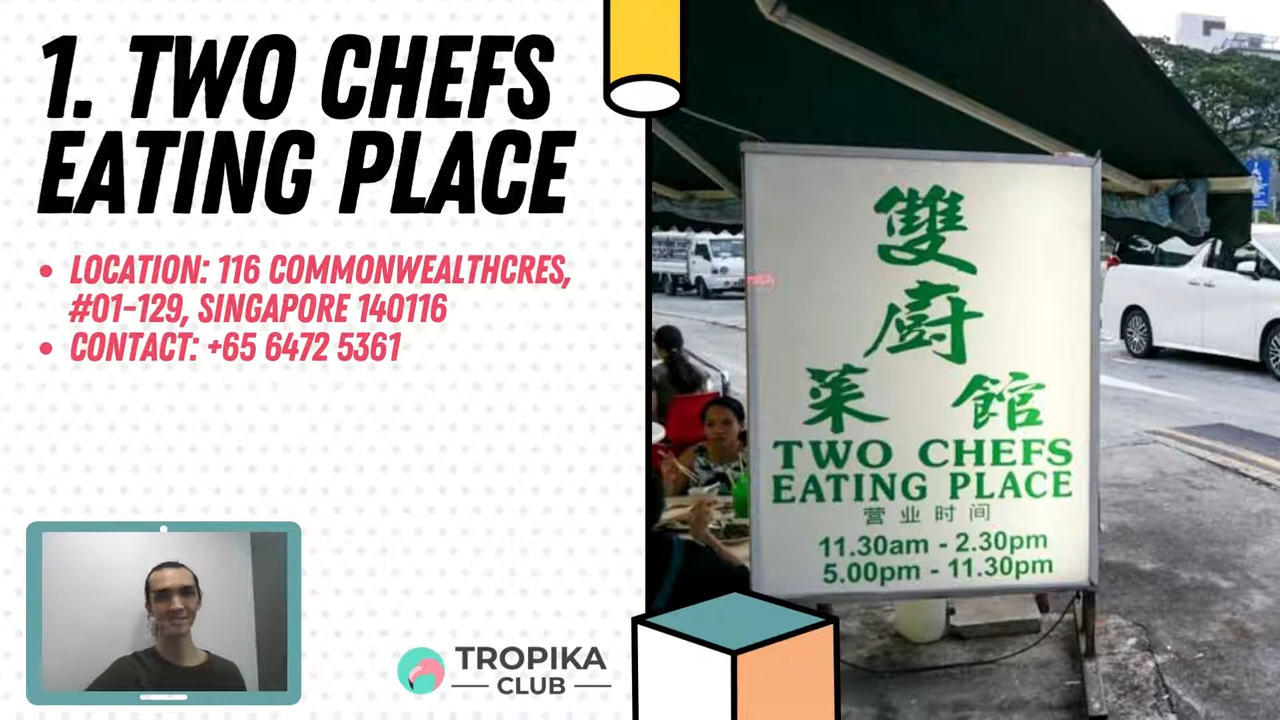 1. TWO CHEFS
EATING PLACE
• LOCATION: 116 COMMONWEALTHCRES,
#01-129, SINGAPORE 140116
• CONTACT: +65 6472 5361
TROPIKA
CLUB
雙
廚
菜 館
TWO CHEFS
EATING PLACE
营业时间
11.30am - 2.30pm
5.00pm - 11.30pm